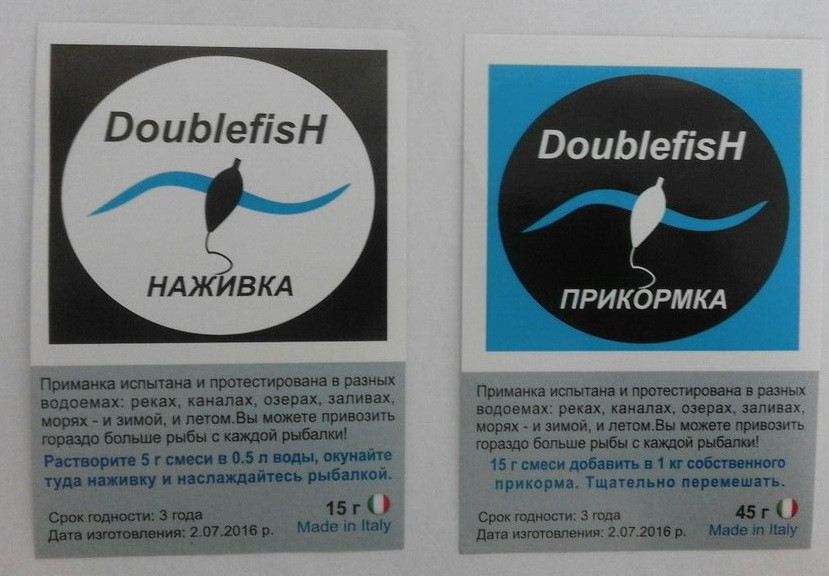 DoublefisH
НАЖИВКА
Приманка испытана и протестирована в разных
водоемах: реках, каналах, озерах, заливах,
морях - и зимой, и летом.Вы можете привозить
гораздо больше рыбы с каждой рыбалки!
Растворите 5 г смеси в 0.5 л воды, окунайте
туда наживку и наслаждайтесь рыбалкой.
15 г
Срок годности: 3 года
Made in Italy
Дата изготовления: 2.07.2016 р.
DoublefisH
ПРИКОРМКА
Приманка испытана и протестирована в разных
водоемах: реках, каналах, озерах, заливах,
морях - и зимой, и летом.Вы можете привозить
гораздо больше рыбы с каждой рыбалки!
15 г смеси добавить в 1 кг собственного
прикорма. Тщательно перемешать.
45 г
Срок годности: 3 года
Made in Italy
Дата изготовления: 2.07.2016 р.